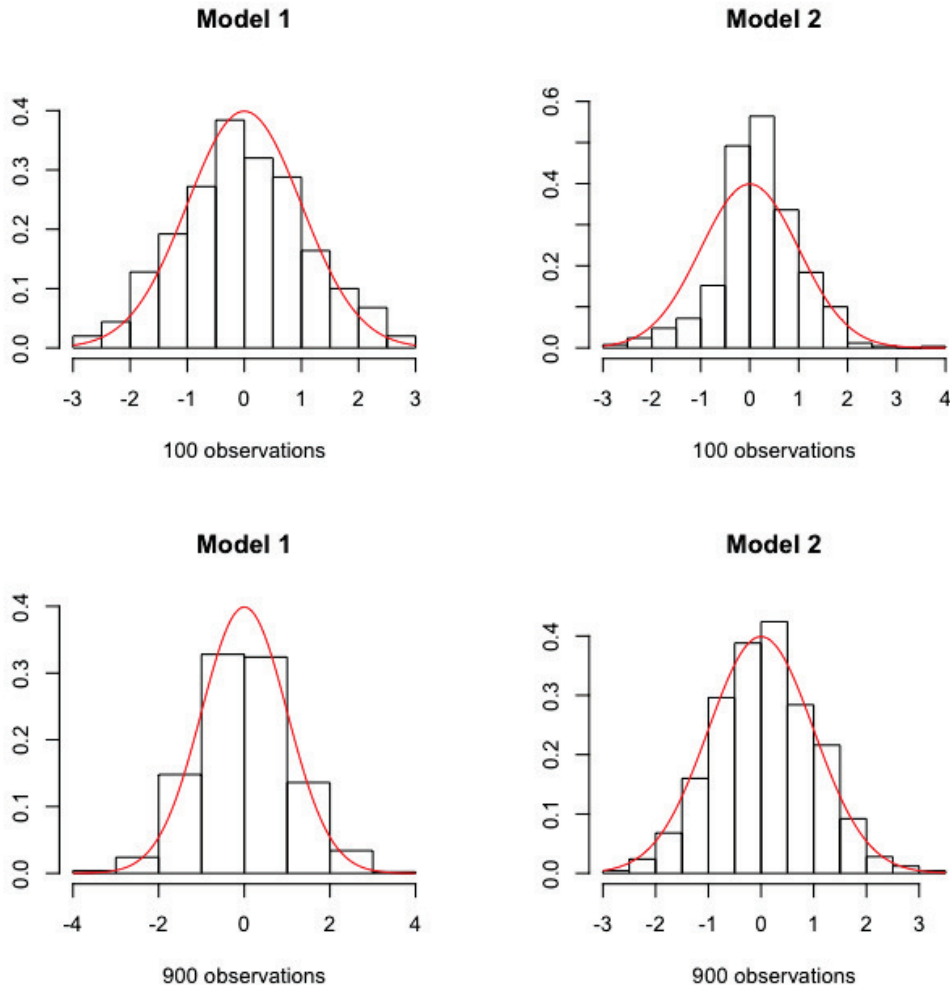 Model 1
Model 2
0.0 0.1 0.2 0.3 0.4
-3 -2 -1 0 1 2 3
100 observations
0.0 0.2 0.4 0.6
-3 -2 -1 0 1 2 3 4
100 observations
Model 1
Model 2
0.0 0.1 0.2 0.3 0.4
-4 -2 0 2 4
900 observations
0.0 0.1 0.2 0.3 0.4
-3 -2 -1 0 1 2 3
900 observations